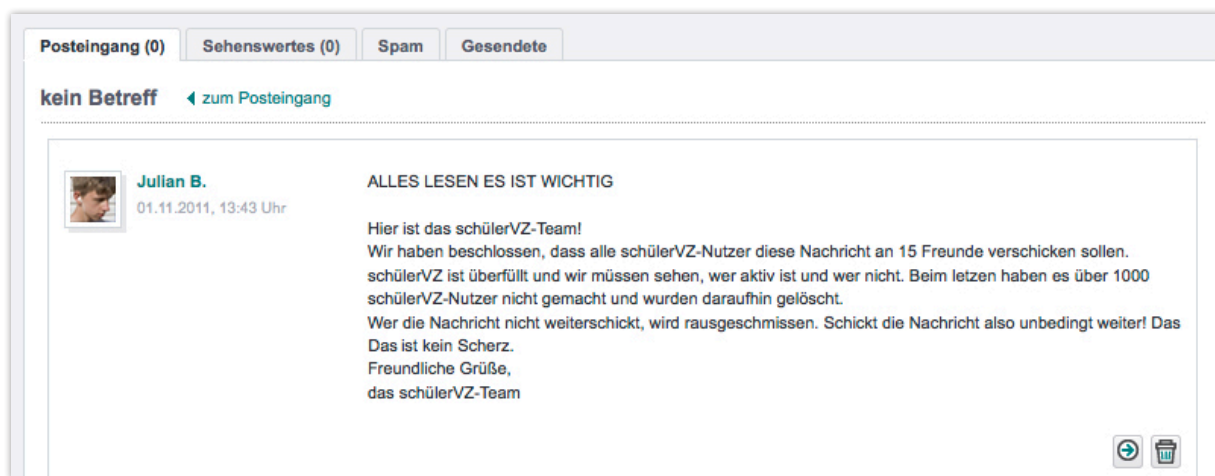 Posteingang (0) Sehenswertes (0) Spam Gesendete
kein Betreff zum Posteingang
Julian B.
01.11.2011, 13:43 Uhr
ALLES LESEN ES IST WICHTIG
Hier ist das schülerVZ-Team!
Wir haben beschlossen, dass alle schülerVZ-Nutzer diese Nachricht an 15 Freunde verschicken sollen.
schülerVZ ist überfüllt und wir müssen sehen, wer aktiv ist und wer nicht. Beim letzen haben es über 1000
schülerVZ-Nutzer nicht gemacht und wurden daraufhin gelöscht.
Wer die Nachricht nicht weiterschickt, wird rausgeschmissen. Schickt die Nachricht also unbedingt weiter! Das
Das ist kein Scherz.
Freundliche Grüße,
das schülerVZ-Team